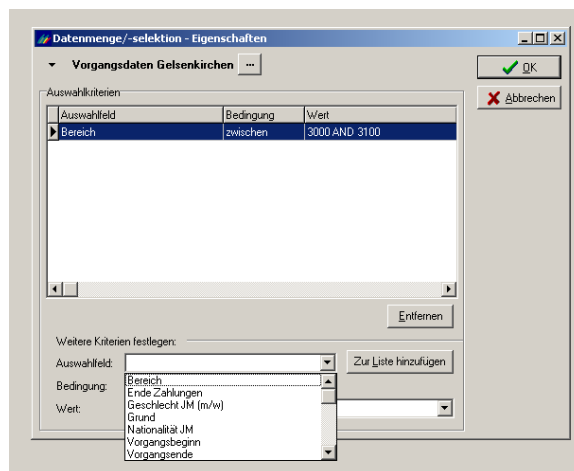 Datenmenge/-selektion - Eigenschaften
Vorgangsdaten Gelsenkirchen ...
OK
Auswahlkriterien
Abbrechen
Auswahlfeld Bedingung Wert
Bereich zwischen 3000 AND 3100
Entfernen
Weitere Kriterien festlegen:
Auswahlfeld: Zur Liste hinzufügen
Bedingung:
Wert:
Bereich
Ende Zahlungen
Geschlecht JM (m/w)
Grund
Nationalität JM
Vorgangsbeginn
Vorgangsende